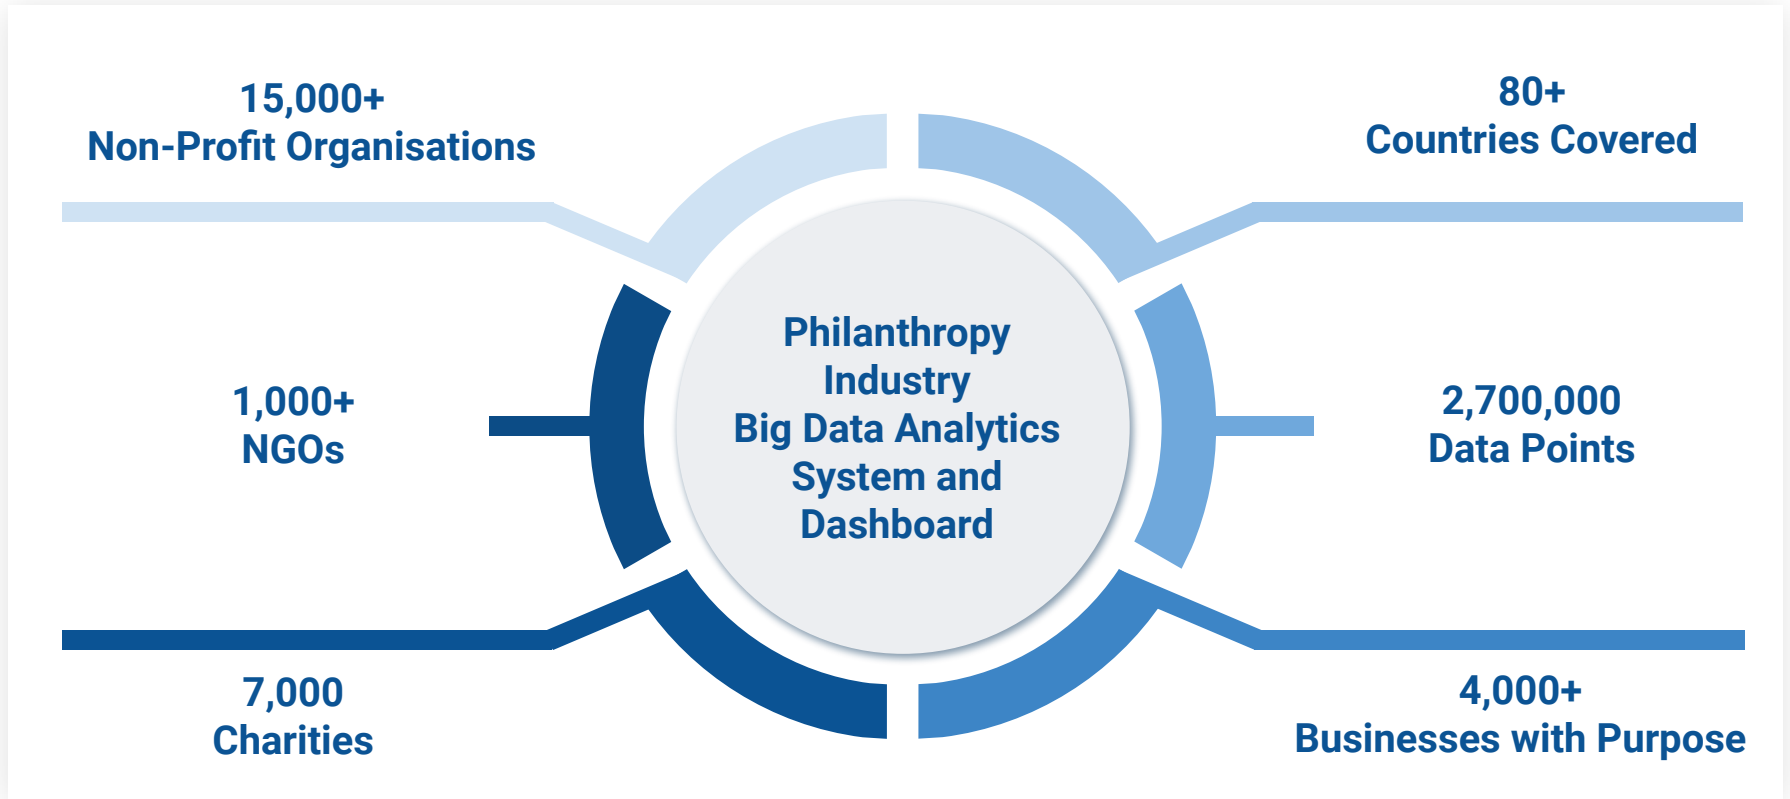 15,000+
Non-Profit Organisations
80+
Countries Covered
Philanthropy
Industry
Big Data Analytics
System and
Dashboard
1,000+
NGOs
2,700,000
Data Points
7,000
Charities
4,000+
Businesses with Purpose